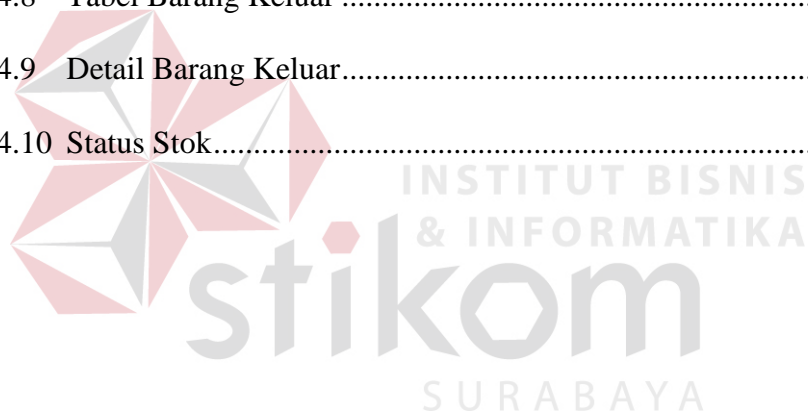 4.8 Tabel Barang Keluar ............................................................
4.9 Detail Barang Keluar............................................................
4.10 Status Stok............................................................................
INSTITUT BISNIS
& INFORMATIKA
stikom
SURABAYA